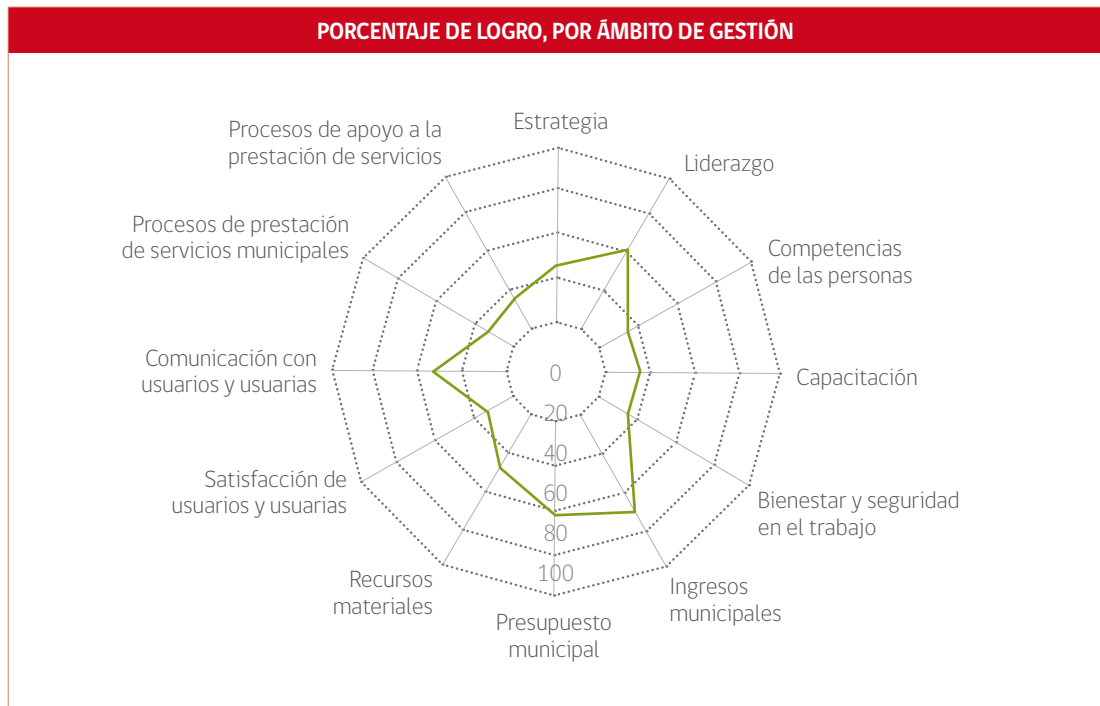 PORCENTAJE DE LOGRO, POR ÁMBITO DE GESTIÓN
Estrategia
Liderazgo
Competencias
de las personas
Capacitación
Bienestar y seguridad
en el trabajo
Ingresos
municipales
Presupuesto
municipal
Recursos
materiales
Satisfacción de
usuarios y usuarias
Comunicación con
usuarios y usuarias
Procesos de prestación
de servicios municipales
Procesos de apoyo a la
prestación de servicios
0
20
40
60
80
100